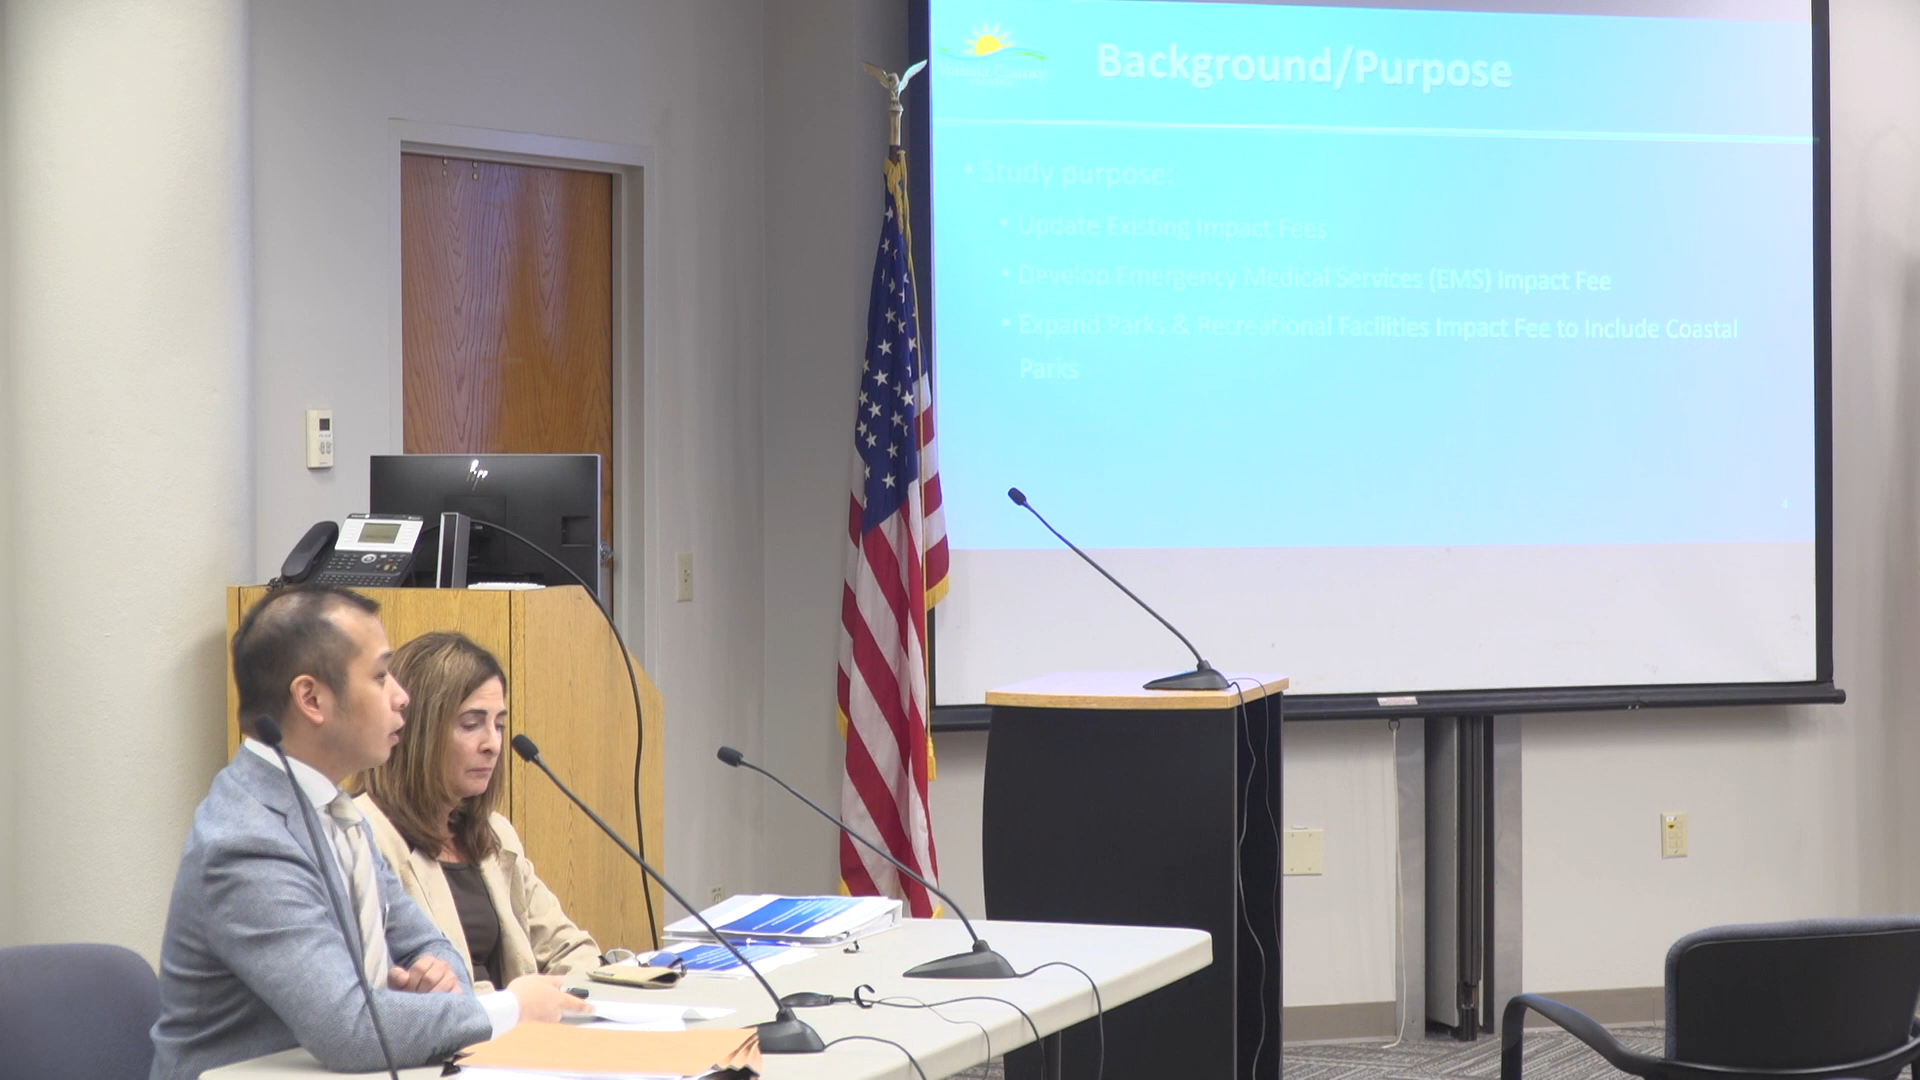 Background/Purpose
• Study purpose:
• Update Existing Impact Fees
• Develop Emergency Medical Services (EMS) Impact Fee
• Expand Parks & Recreational Facilities Impact Fee to Include Coastal
Parks
hp